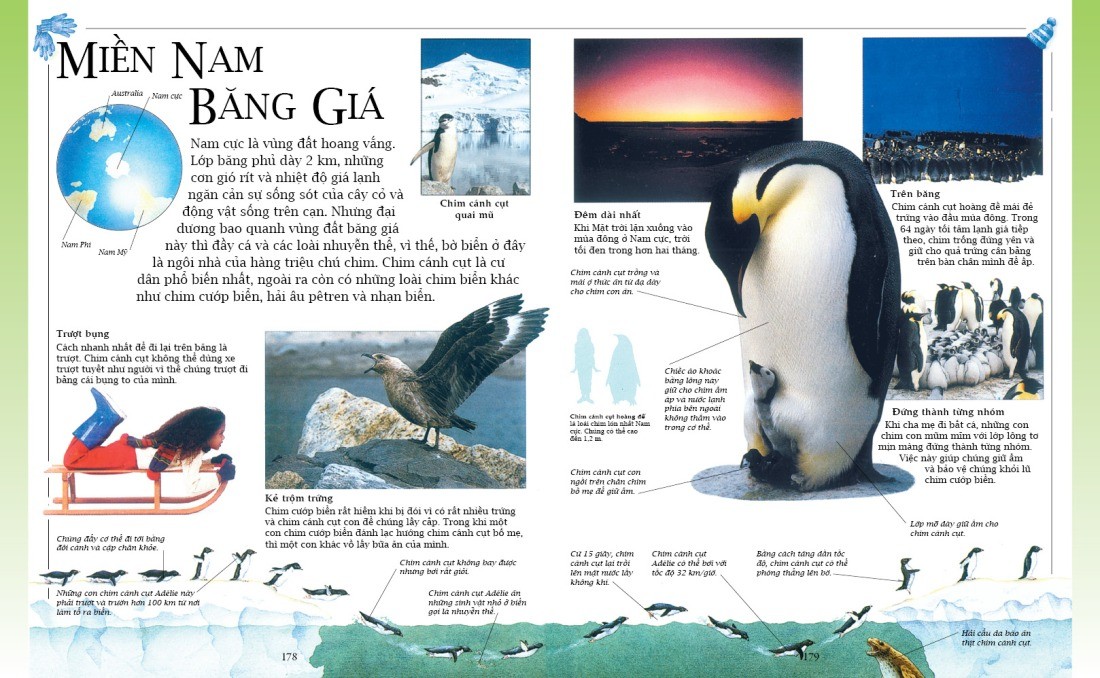 MIỀN NAM
BĂNG GIÁ
Australia
Nam cực
Nam Phi
Nam Mỹ
Nam cực là vùng đất hoang vắng.
Lớp băng phủ dày 2 km, những
cơn gió rít và nhiệt độ giá lạnh
ngăn cản sự sống sót của cây cỏ và
động vật sống trên cạn. Nhưng đại
dương bao quanh vùng đất băng giá
này thì đầy cá và các loài nhuyễn thể, vì thế, bờ biển ở đây
là ngôi nhà của hàng triệu chú chim. Chim cánh cụt là cư
dân phổ biến nhất, ngoài ra còn có những loài chim biển khác
như chim cướp biển, hải âu pêtren và nhạn biển.
Chim cánh cụt
quai mũ
Trượt bụng
Cách nhanh nhất để đi lại trên băng là
trượt. Chim cánh cụt không thể dùng xe
trượt tuyết như người vì thế chúng trượt đi
bằng cái bụng to của mình.
Kẻ trộm trứng
Chim cướp biển rất hiếm khi bị đói vì có rất nhiều trứng
và chim cánh cụt con để chúng lấy cắp. Trong khi một
con chim cướp biển đánh lạc hướng chim cánh cụt bố mẹ,
thì một con khác vồ lấy bữa ăn của mình.
Chúng đẩy cơ thể đi tới bằng
đôi cánh và cặp chân khỏe.
Những con chim cánh cụt Adélie này
phải trượt và trườn hơn 100 km từ nơi
làm tổ ra biển.
Chim cánh cụt không bay được
nhưng bơi rất giỏi.
Chim cánh cụt Adélie ăn
những sinh vật nhỏ ở biển
gọi là nhuyễn thể.
178
Đêm dài nhất
Khi Mặt trời lặn xuống vào
mùa đông ở Nam cực, trời
tối đen trong hơn hai tháng.
Chim cánh cụt trống và
mái ợ thức ăn từ dạ dày
cho chim con ăn.
Chim cánh cụt hoàng đế
là loài chim lớn nhất Nam
cực. Chúng có thể cao
đến 1,2 m.
Chiếc áo khoác
bằng lông này
giữ cho chim ấm
áp và nước lạnh
phía bên ngoài
không thấm vào
trong cơ thể.
Chim cánh cụt con
ngồi trên chân chim
bố mẹ để giữ ấm.
Trên băng
Chim cánh cụt hoàng đế mái đẻ
trứng vào đầu mùa đông. Trong
64 ngày tối tăm lạnh giá tiếp
theo, chim trống đứng yên và
giữ cho quả trứng cân bằng
trên bàn chân mình để ấp.
Đứng thành từng nhóm
Khi cha mẹ đi bắt cá, những con
chim con mũm mĩm với lớp lông tơ
mịn màng đứng thành từng nhóm.
Việc này giúp chúng giữ ấm
và bảo vệ chúng khỏi lũ
chim cướp biển.
Lớp mỡ dày giữ ấm cho
chim cánh cụt.
Cứ 15 giây, chim
cánh cụt lại trồi
lên mặt nước lấy
không khí.
Chim cánh cụt
Adélie có thể bơi với
tốc độ 32 km/giờ.
Bằng cách tăng dần tốc
độ, chim cánh cụt có thể
phóng thẳng lên bờ.
Hải cẩu da báo ăn
thịt chim cánh cụt.
179